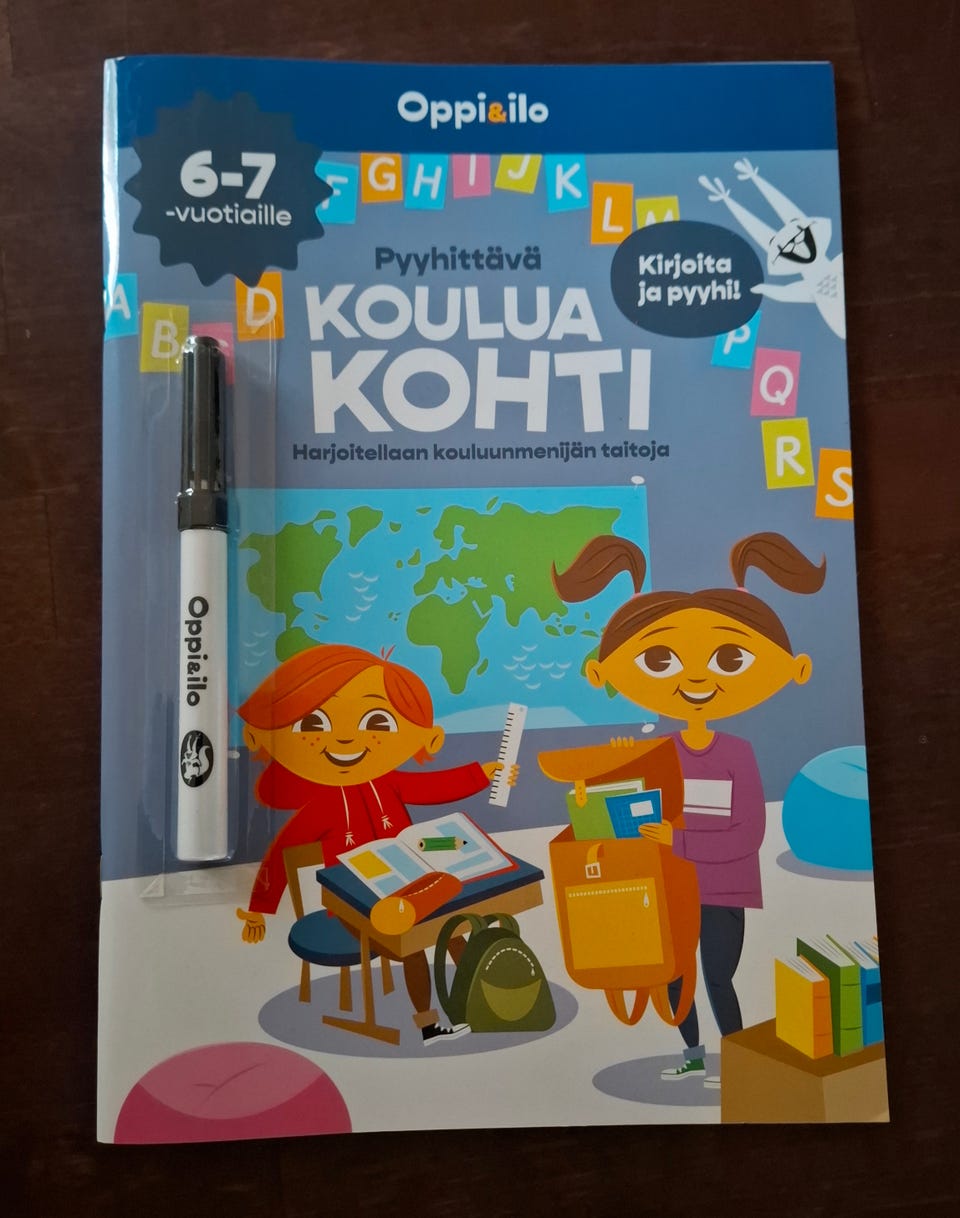 Oppi&ilo
6-7
-vuotiaille
F G H I J K L M
Pyyhittävä
KOULUA
KOHTI
Harjoitellaan kouluunmenijän taitoja
Kirjoita
ja pyyhi!
A B C D
P Q R S
Oppi&ilo